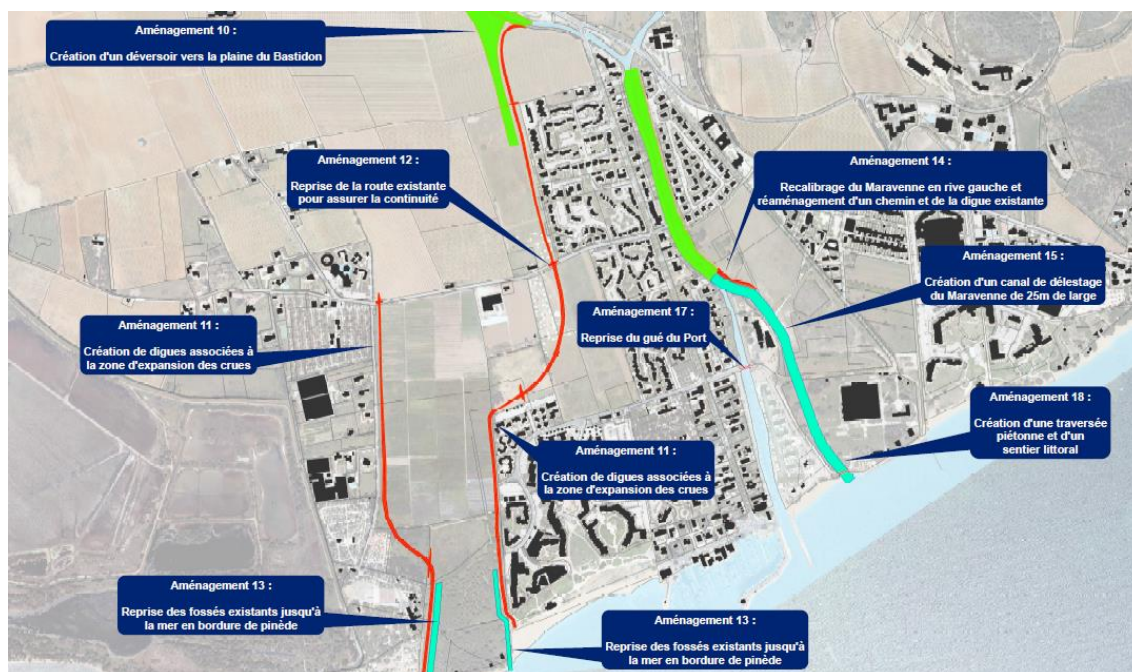 Aménagement 10 :
Création d'un déversoir vers la plaine du Bastidon
Aménagement 12 :
Reprise de la route existante
pour assurer la continuité
Aménagement 14 :
Recalibrage du Maravenne en rive gauche et
réaménagement d'un chemin et de la digue existante
Aménagement 15 :
Création d'un canal de délestage
du Maravenne de 25m de large
Aménagement 17 :
Reprise du gué du Port
Aménagement 11 :
Création de digues associées à
la zone d'expansion des crues
Aménagement 18 :
Création d'une traversée
piétonne et d'un
sentier littoral
Aménagement 11 :
Création de digues associées à
la zone d'expansion des crues
Aménagement 13 :
Reprise des fossés existants jusqu'à
la mer en bordure de pinède
Aménagement 13 :
Reprise des fossés existants jusqu'à
la mer en bordure de pinède